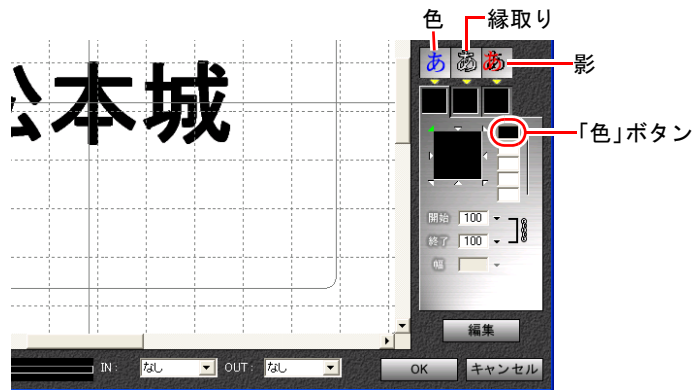 色 縁取り
あ あ あ 影
松本城
「色」ボタン
開始 100
終了 100
幅
編集
IN: なし OUT: なし OK キャンセル